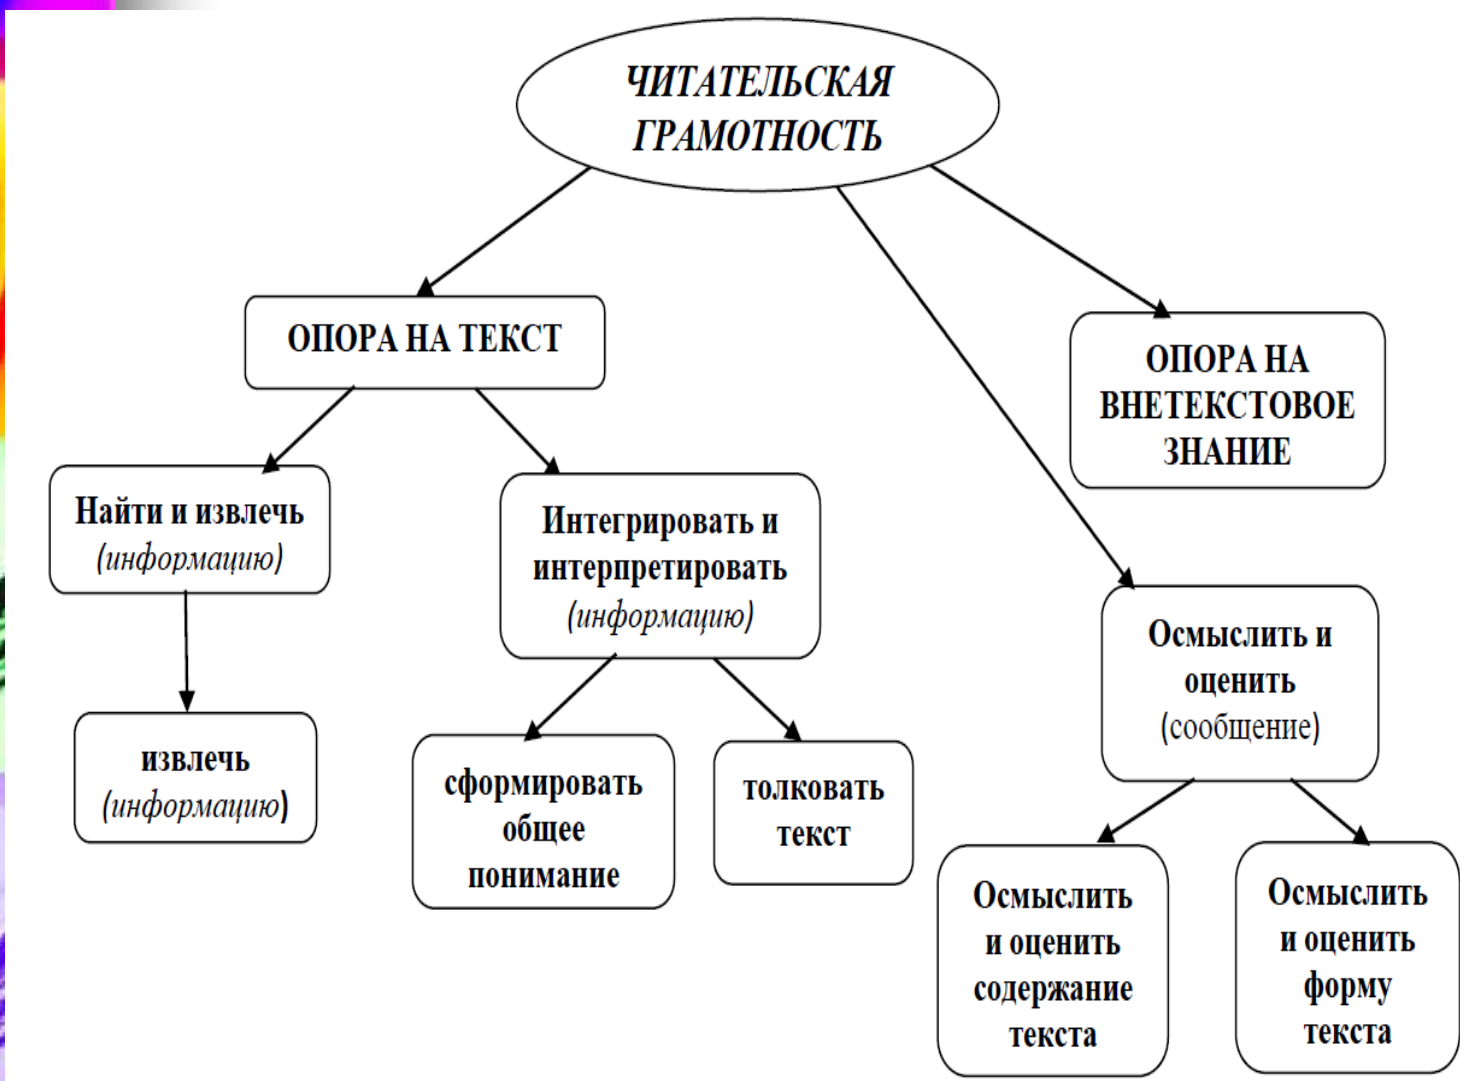 ЧИТАТЕЛЬСКАЯ
ГРАМОТНОСТЬ
ОПОРА НА ТЕКСТ
ОПОРА НА
ВНЕТЕКСТОВОЕ
ЗНАНИЕ
Найти и извлечь
(информацию)
Интегрировать и
интерпретировать
(информацию)
Осмыслить и
оценить
(сообщение)
извлечь
(информацию)
сформировать
общее
понимание
толковать
текст
Осмыслить
и оценить
содержание
текста
Осмыслить
и оценить
форму
текста